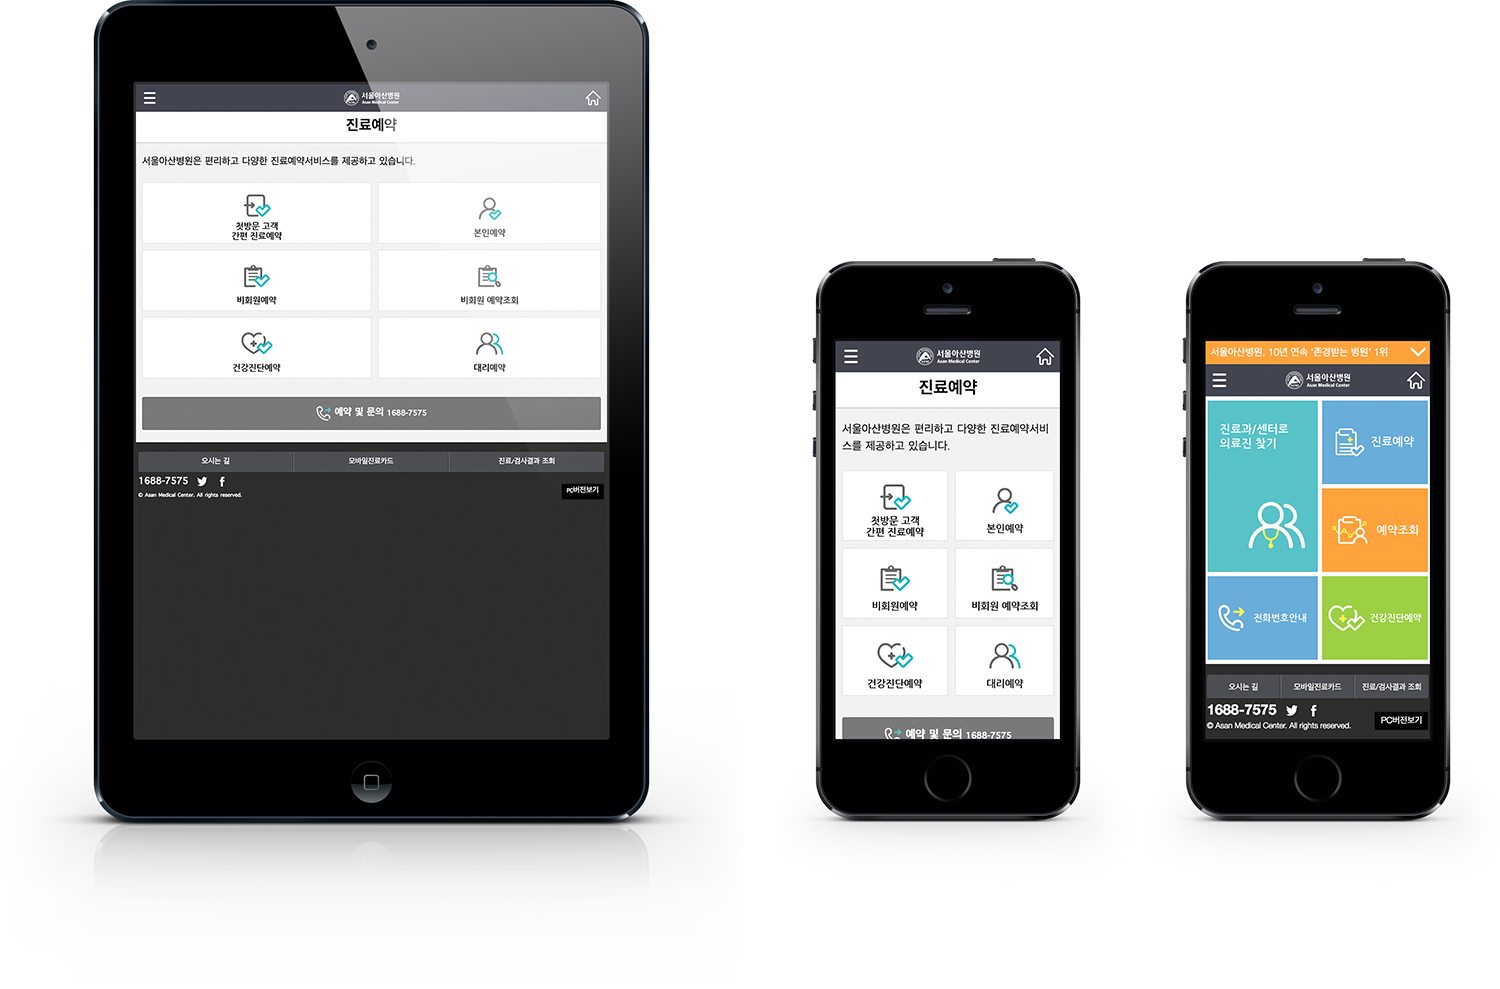 서울아산병원
Asan Medical Center
진료예약
서울아산병원은 편리하고 다양한 진료예약서비스를 제공하고 있습니다.
첫방문 고객
간편 진료예약
본인예약
비회원예약
비회원 예약조회
건강진단예약
대리예약
예약 및 문의 1688-7575
오시는 길
모바일진료카드
진료/검사결과 조회
1688-7575
© Asan Medical Center. All rights reserved.
PC버전보기
서울아산병원
Asan Medical Center
진료예약
서울아산병원은 편리하고 다양한 진료예약서비
스를 제공하고 있습니다.
첫방문 고객
간편 진료예약
본인예약
비회원예약
비회원 예약조회
건강진단예약
대리예약
예약 및 문의 1688-7575
서울아산병원, 10년 연속 '존경받는 병원' 1위
서울아산병원
Asan Medical Center
진료과/센터로
의료진 찾기
진료예약
예약조회
전화번호안내
건강진단예약
오시는 길
모바일진료카드
진료/검사결과 조회
1688-7575
© Asan Medical Center. All rights reserved.
PC버전보기